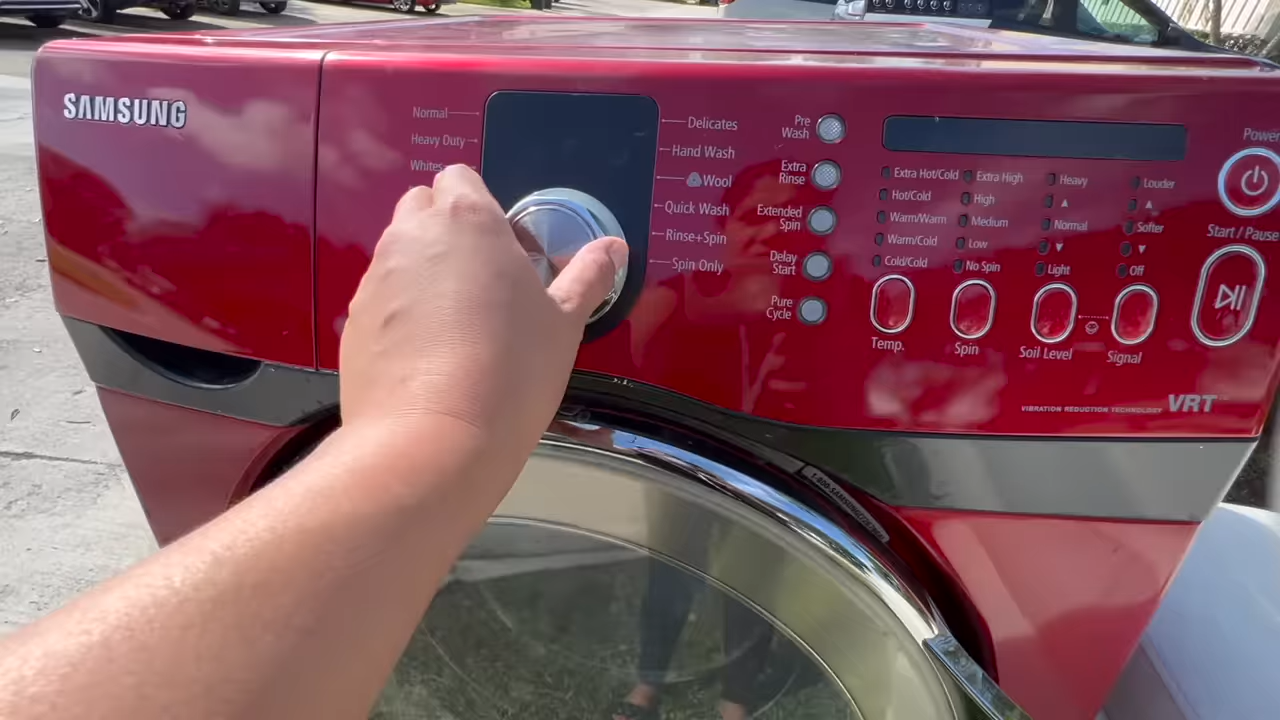 SAMSUNG
Normal
Heavy Duty
Whites
Delicates
Hand Wash
Wool
Quick Wash
Rinse+Spin
Spin Only
Pre
Wash
Extra
Rinse
Extended
Spin
Delay
Start
Pure
Cycle
Extra Hot/Cold
Hot/Cold
Warm/Warm
Warm/Cold
Cold/Cold
Temp.
Extra High
High
Medium
Low
No Spin
Spin
Heavy
Normal
Light
Soil Level
Louder
Softer
Off
Signal
Power
Start / Pause
VIBRATION REDUCTION TECHNOLOGY VRT